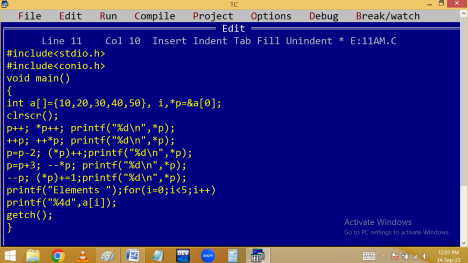 TC
File Edit Run Compile Project Options Debug Break/watch
Edit
Line 11 Col 10 Insert Indent Tab Fill Unindent * E:11AM.C
#include<stdio.h>
#include<conio.h>
void main()
{
int a[]={10,20,30,40,50}, i,*p=&a[0];
clrscr();
p++; *p++; printf("%d\n",*p);
++p; ++*p; printf("%d\n",*p);
p=p-2; (*p)++;printf("%d\n",*p);
p=p+3; --*p; printf("%d\n",*p);
--p; (*p)+=1;printf("%d\n",*p);
printf("Elements ");for(i=0;i<5;i++)
printf("%4d",a[i]);
getch();
}
Activate Windows
Go to PC settings to activate Windows.
12:01 PM
14-Sep-23